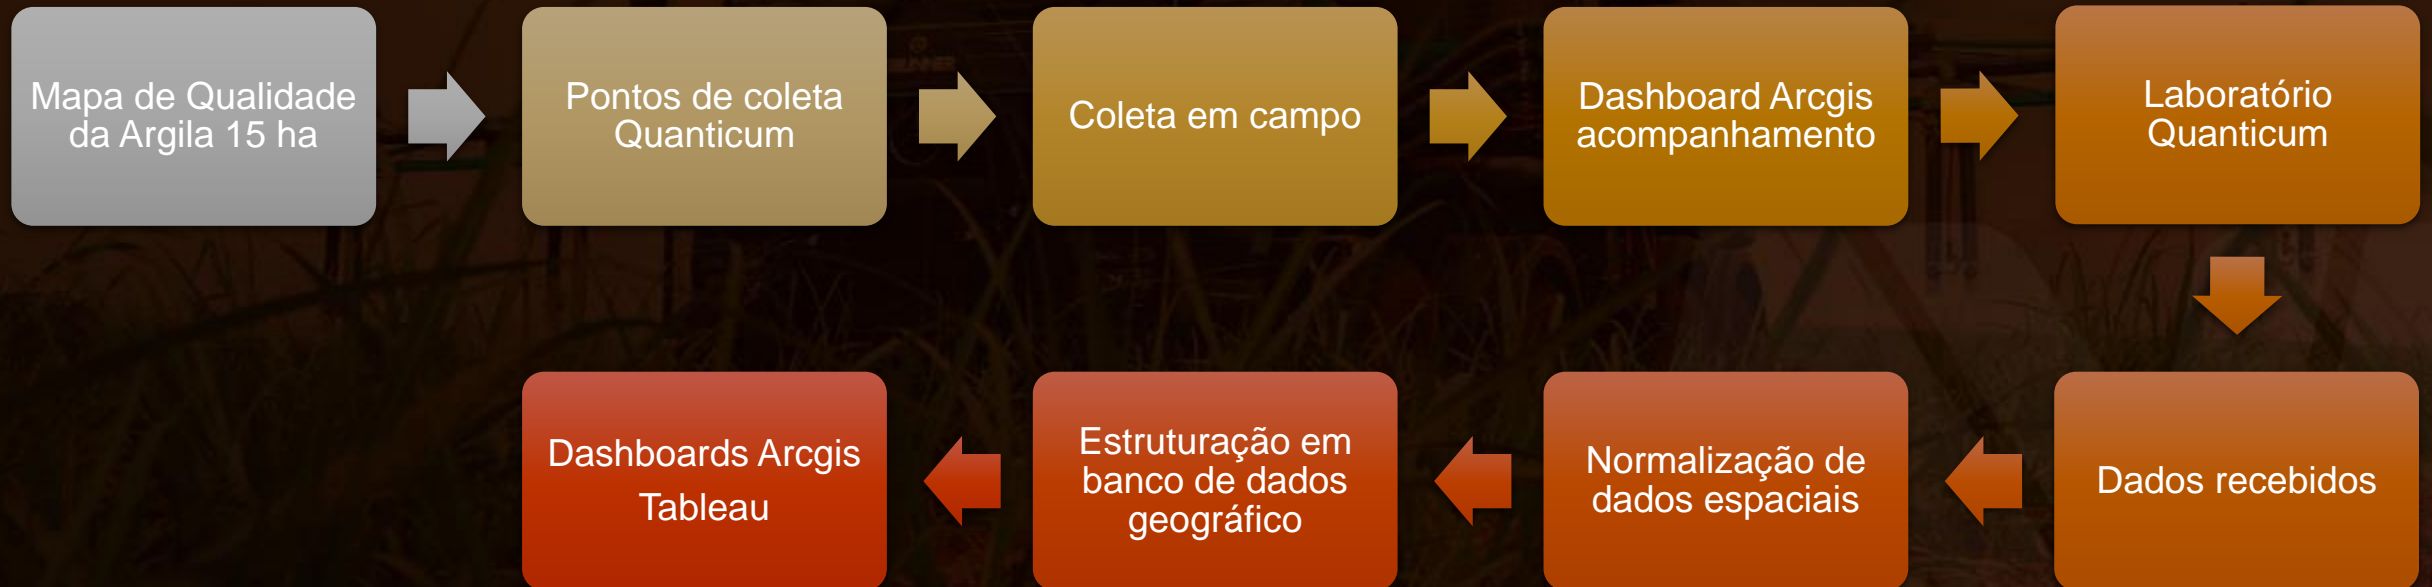 Mapa de Qualidade
da Argila 15 ha
Pontos de coleta
Quanticum
Coleta em campo
Dashboard Arcgis
acompanhamento
Laboratório
Quanticum
Dados recebidos
Normalização de
dados espaciais
Estruturação em
banco de dados
geográfico
Dashboards Arcgis
Tableau